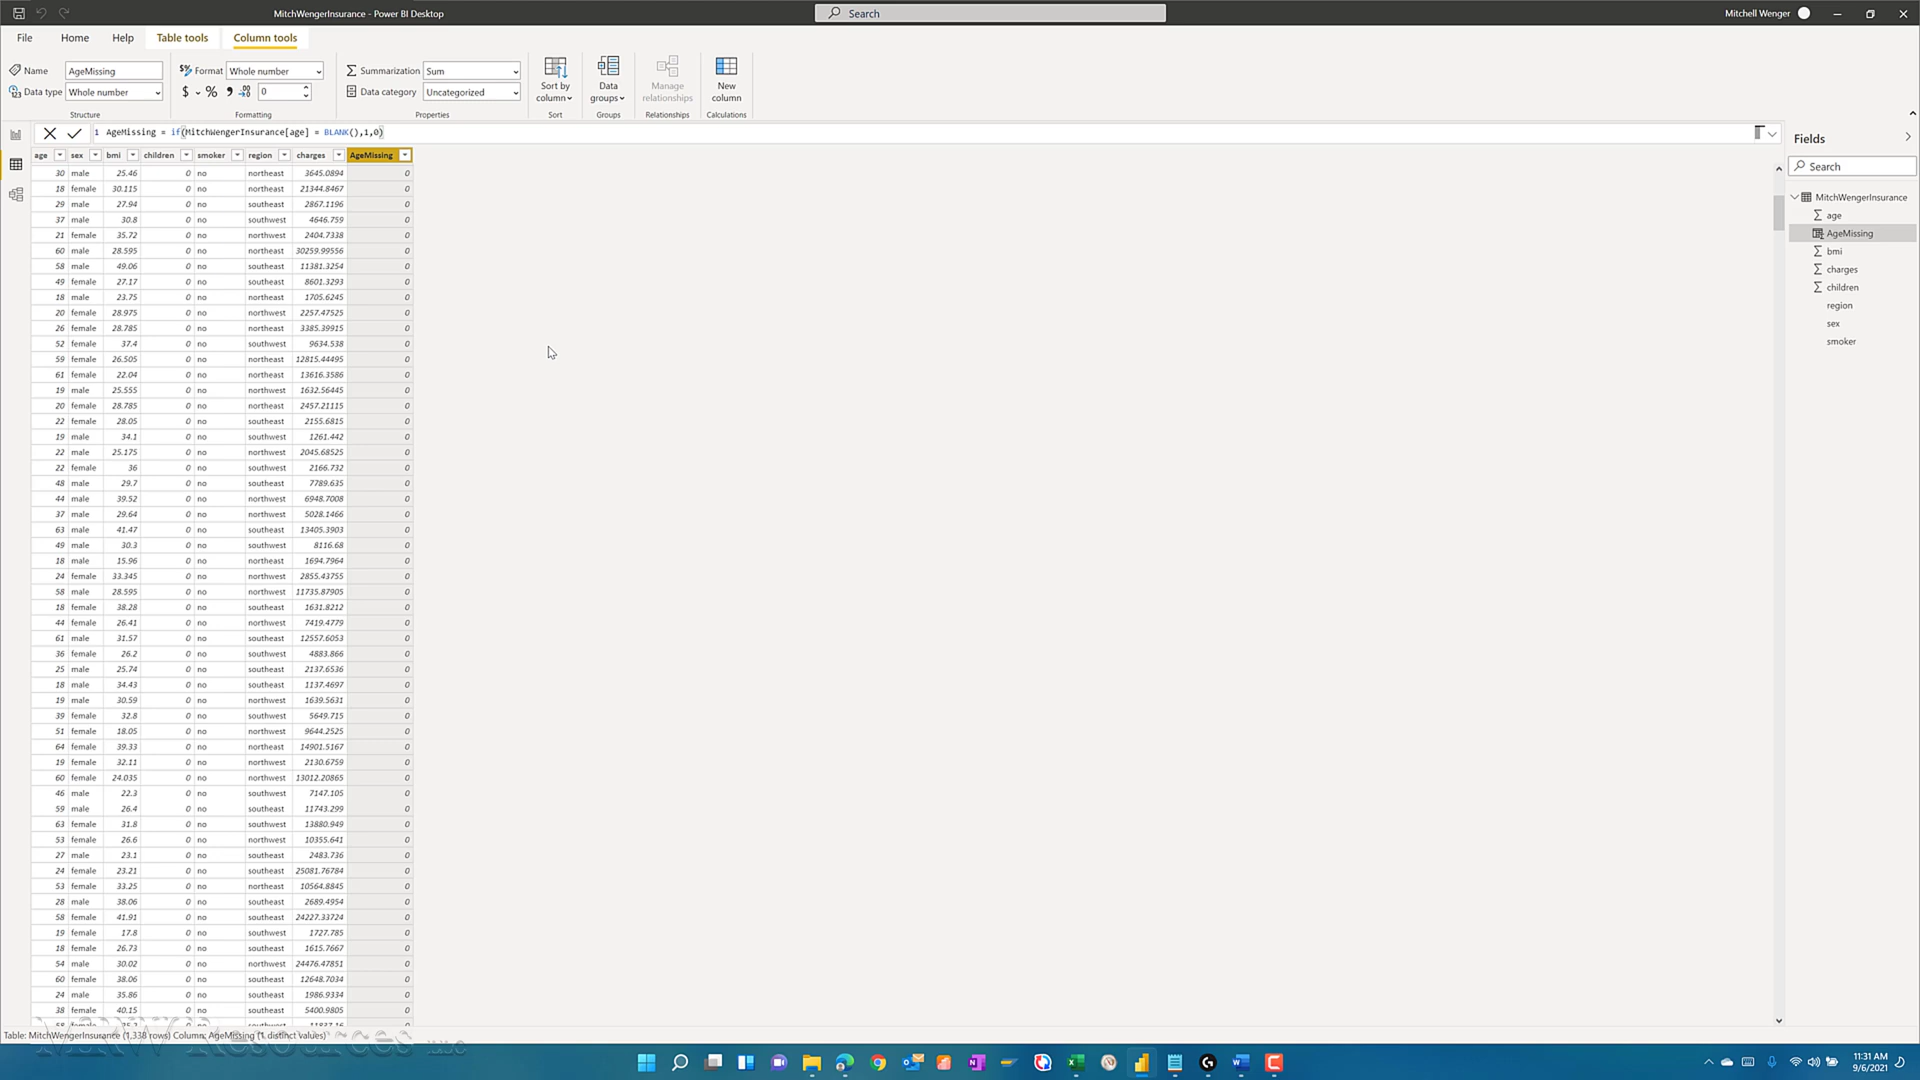 MitchWengerInsurance - Power BI Desktop
Search
Mitchell Wenger
File Home Help Table tools Column tools
Name AgeMissing
Format Whole number
Summarization Sum
Data type Whole number
$ % 0
Data category Uncategorized
Sort by column
Data groups
Manage relationships
New column
Structure Formatting Properties Sort Groups Relationships Calculations
1 AgeMissing = if(MitchWengerInsurance[age] = BLANK(),1,0)
age sex bmi children smoker region charges AgeMissing
30 male 25.46 0 no northeast 3645.0894 0
18 female 30.115 0 no northeast 21344.8467 0
29 male 27.94 0 no southeast 2867.1196 0
37 male 30.8 0 no southwest 4646.759 0
21 female 35.72 0 no northwest 2404.7338 0
60 male 28.595 0 no northeast 30259.99556 0
58 male 49.06 0 no southeast 11381.3254 0
49 female 27.17 0 no southeast 8601.3293 0
18 male 23.75 0 no northeast 1705.6245 0
20 female 28.975 0 no northwest 2257.47525 0
26 female 28.785 0 no northeast 3385.39915 0
52 female 37.4 0 no southwest 9634.538 0
59 female 26.505 0 no northeast 12815.44495 0
61 female 22.04 0 no northeast 13616.3586 0
19 male 25.555 0 no northwest 1632.56445 0
20 female 28.785 0 no northeast 2457.21115 0
22 female 28.05 0 no southeast 2155.6815 0
19 male 34.1 0 no southwest 1261.442 0
22 male 25.175 0 no northwest 2045.68525 0
22 female 36 0 no southwest 2166.732 0
48 male 29.7 0 no southeast 7789.635 0
44 male 39.52 0 no northwest 6948.7008 0
37 male 29.64 0 no northwest 5028.1466 0
63 male 41.47 0 no southeast 13405.3903 0
49 male 30.3 0 no southwest 8116.68 0
18 male 15.96 0 no northeast 1694.7964 0
24 female 33.345 0 no northwest 2855.43755 0
58 male 28.595 0 no northwest 11735.87905 0
18 female 38.28 0 no southeast 1631.8212 0
44 female 26.41 0 no northwest 7419.4779 0
61 male 31.57 0 no southeast 12557.6053 0
36 female 26.2 0 no southwest 4883.866 0
25 male 25.74 0 no southeast 2137.6536 0
18 male 34.43 0 no southeast 1137.4697 0
19 male 30.59 0 no northwest 1639.5631 0
39 female 32.8 0 no southwest 5649.715 0
51 female 18.05 0 no northwest 9644.2525 0
64 female 39.33 0 no northeast 14901.5167 0
19 female 32.11 0 no northwest 2130.6759 0
60 female 24.035 0 no northwest 13012.20865 0
46 male 22.3 0 no southwest 7147.105 0
59 male 26.4 0 no southeast 11743.299 0
63 female 31.8 0 no southwest 13880.949 0
53 female 26.6 0 no northwest 10355.641 0
27 male 23.1 0 no southeast 2483.736 0
24 female 23.21 0 no southeast 25081.76784 0
53 female 33.25 0 no northeast 10564.8845 0
28 male 38.06 0 no southeast 2689.4954 0
58 female 41.91 0 no southeast 24227.33724 0
19 female 17.8 0 no southwest 1727.785 0
18 female 26.73 0 no southeast 1615.7667 0
54 male 30.02 0 no northwest 24476.47851 0
60 female 38.06 0 no southeast 12648.7034 0
24 male 35.86 0 no southeast 1986.9334 0
38 female 40.15 0 no southeast 5400.9805 0
Table: MitchWengerInsurance (1,338 rows) Column: AgeMissing (1 distinct values)
MRW Resources LLC
Fields
Search
MitchWengerInsurance
age
AgeMissing
bmi
charges
children
region
sex
smoker
11:31 AM
9/6/2021